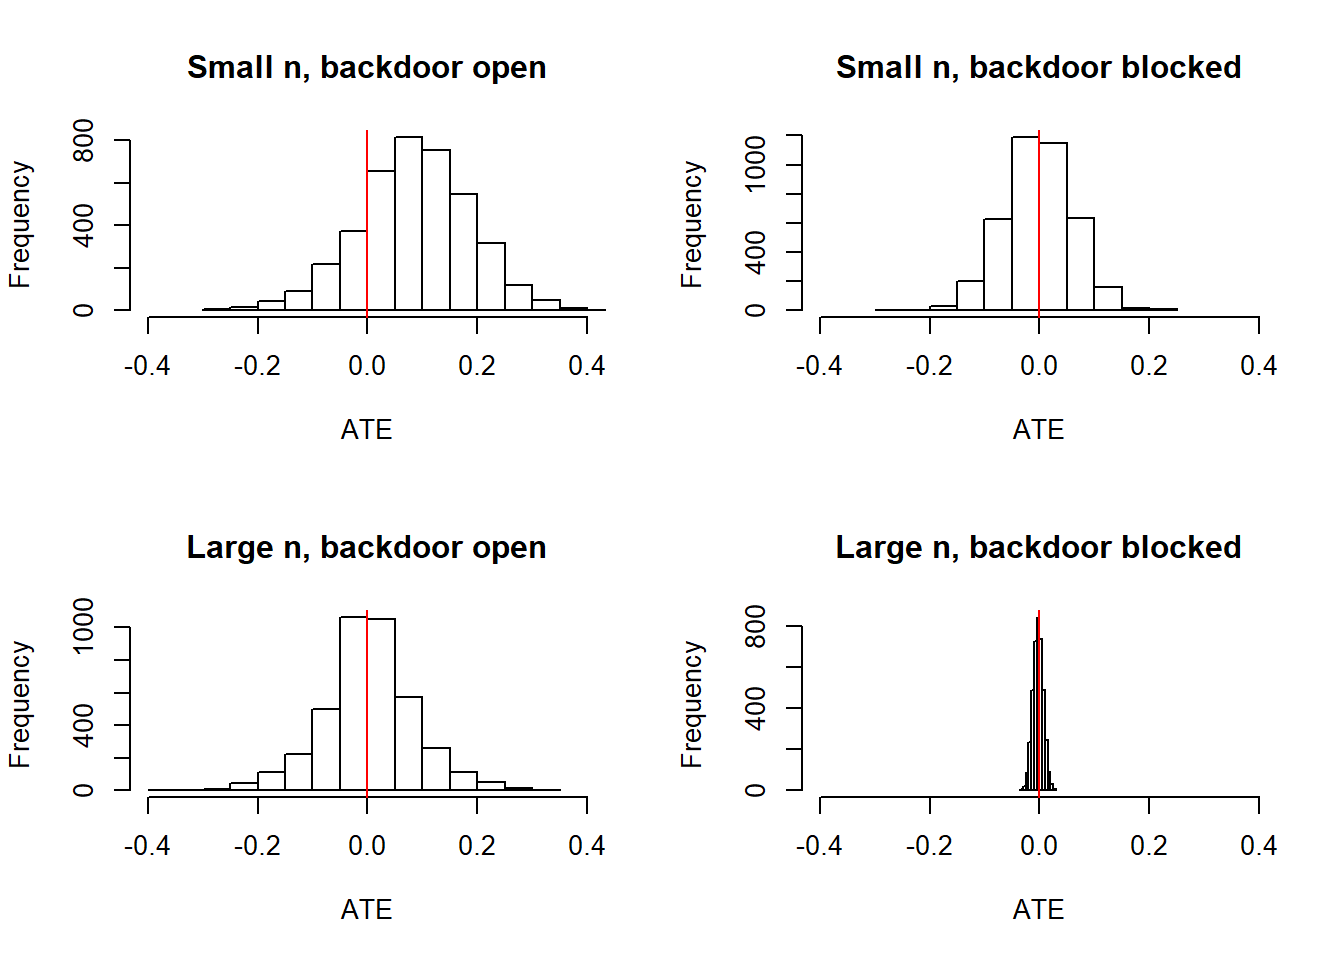 Small n, backdoor open
Frequency
0 400 800
-0.4 -0.2 0.0 0.2 0.4
ATE
Small n, backdoor blocked
Frequency
0 400 1000
-0.4 -0.2 0.0 0.2 0.4
ATE
Large n, backdoor open
Frequency
0 400 1000
-0.4 -0.2 0.0 0.2 0.4
ATE
Large n, backdoor blocked
Frequency
0 400 800
-0.4 -0.2 0.0 0.2 0.4
ATE